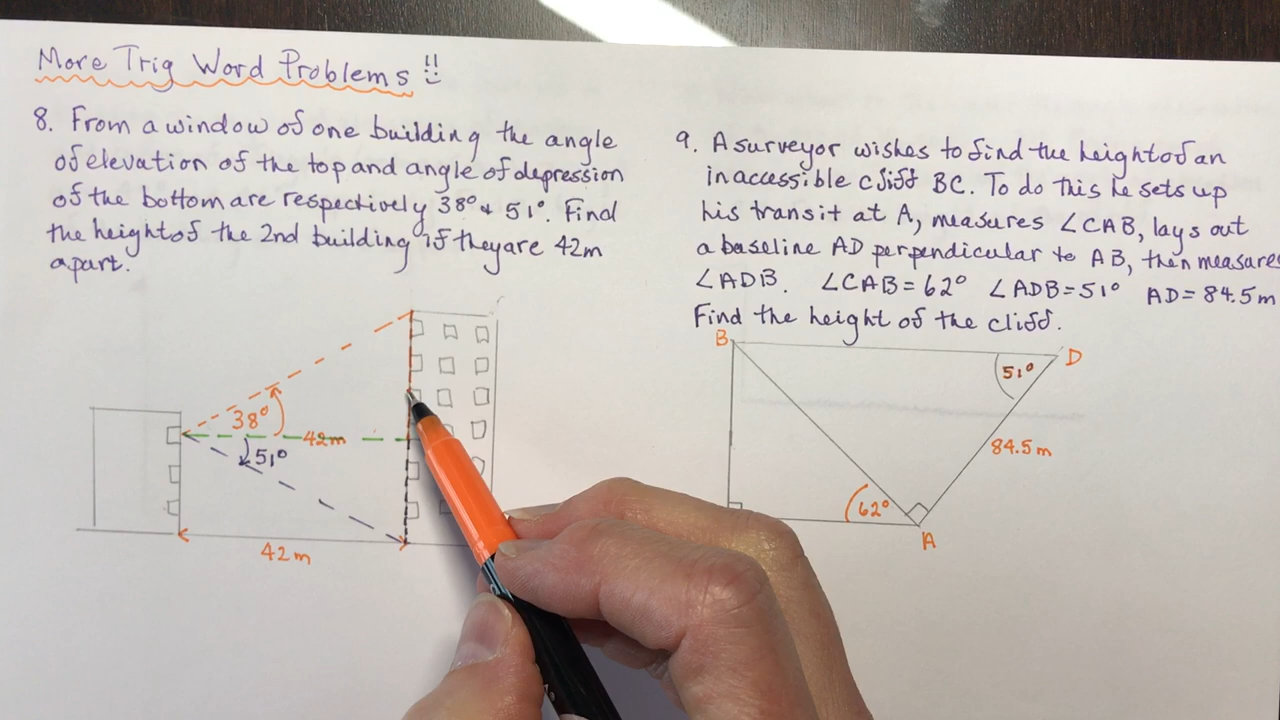 More Trig Word Problems !!
8. From a window of one building the angle
of elevation of the top and angle of depression
of the bottom are respectively 38° & 51°. Find
the height of the 2nd building if they are 42m
apart.
38°
42m
51°
42m
9. A surveyor wishes to find the height of an
inaccessible cliff BC. To do this he sets up
his transit at A, measures ∠CAB, lays out
a baseline AD perpendicular to AB, then measures
∠ADB. ∠CAB = 62° ∠ADB = 51° AD = 84.5m
Find the height of the cliff.
B
D
51°
84.5m
62°
A